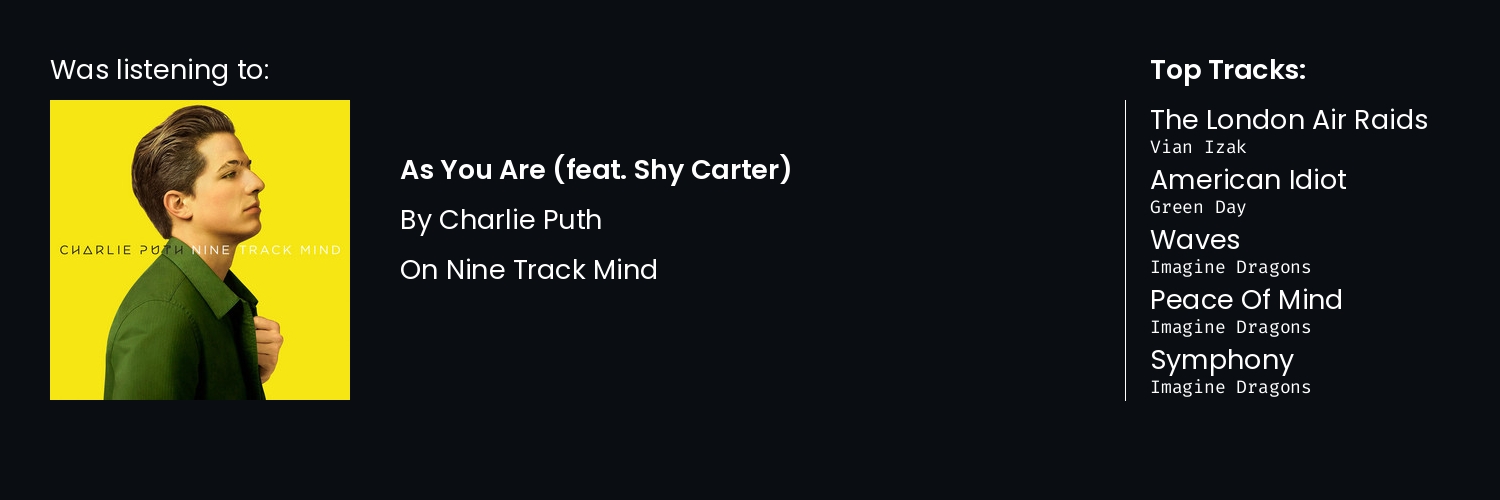 Was listening to:
CHARLIE PUTH NINE TRACK MIND
As You Are (feat. Shy Carter)
By Charlie Puth
On Nine Track Mind
Top Tracks:
The London Air Raids
Vian Izak
American Idiot
Green Day
Waves
Imagine Dragons
Peace Of Mind
Imagine Dragons
Symphony
Imagine Dragons